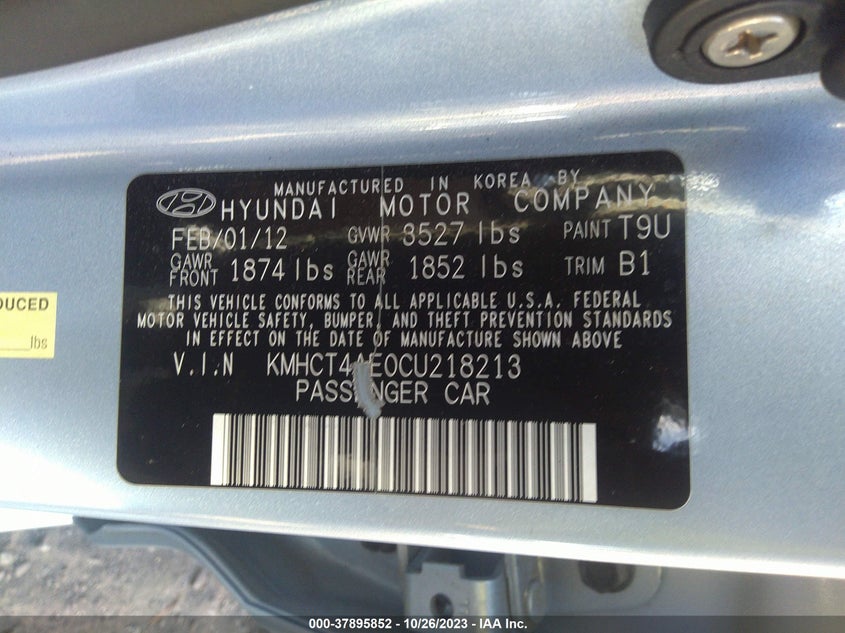 MANUFACTURED IN KOREA BY
HYUNDAI MOTOR COMPANY
FEB/01/12 GVWR 3527 lbs PAINT T9U
GAWR FRONT 1874 lbs GAWR REAR 1852 lbs TRIM B1
THIS VEHICLE CONFORMS TO ALL APPLICABLE U.S.A. FEDERAL
MOTOR VEHICLE SAFETY, BUMPER, AND THEFT PREVENTION STANDARDS
IN EFFECT ON THE DATE OF MANUFACTURE SHOWN ABOVE
V.I.N KMHCT4AE0CU218213
PASSENGER CAR
DUCED
lbs
000-37895852 - 10/26/2023 - IAA Inc.